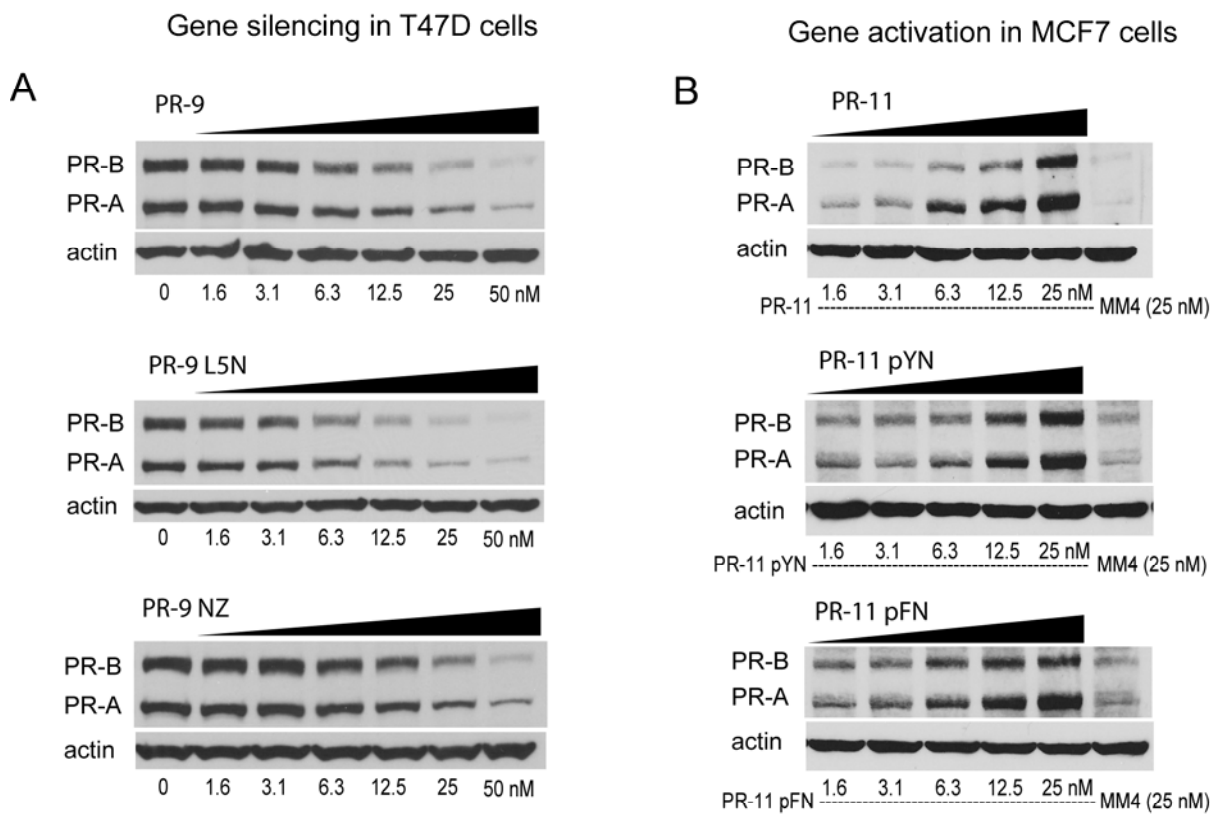 Gene silencing in T47D cells
A
PR-9
PR-B
PR-A
actin
0 1.6 3.1 6.3 12.5 25 50 nM
PR-9 L5N
PR-B
PR-A
actin
0 1.6 3.1 6.3 12.5 25 50 nM
PR-9 NZ
PR-B
PR-A
actin
0 1.6 3.1 6.3 12.5 25 50 nM
Gene activation in MCF7 cells
B
PR-11
PR-B
PR-A
actin
1.6 3.1 6.3 12.5 25 nM
PR-11 MM4 (25 nM)
PR-11 pYN
PR-B
PR-A
actin
1.6 3.1 6.3 12.5 25 nM
PR-11 pYN MM4 (25 nM)
PR-11 pFN
PR-B
PR-A
actin
1.6 3.1 6.3 12.5 25 nM
PR-11 pFN MM4 (25 nM)